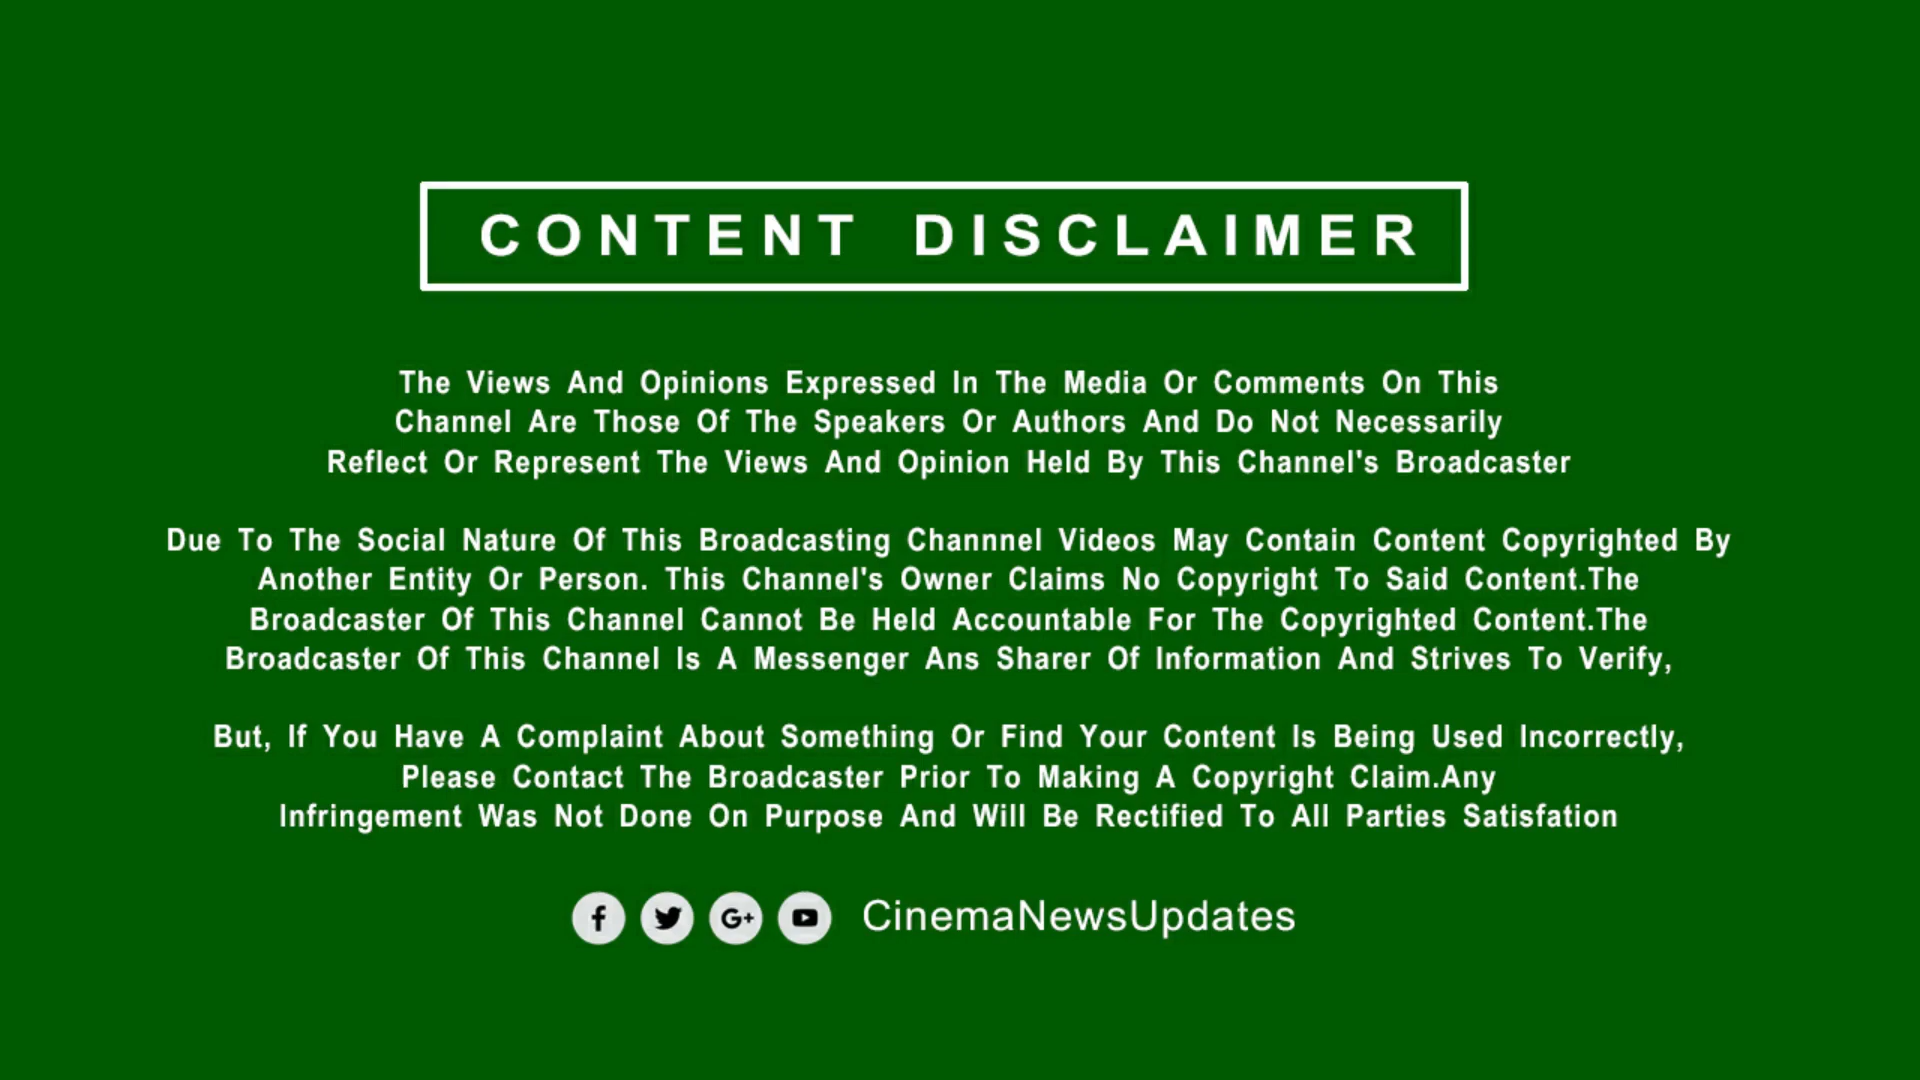 CONTENT DISCLAIMER
The Views And Opinions Expressed In The Media Or Comments On This
Channel Are Those Of The Speakers Or Authors And Do Not Necessarily
Reflect Or Represent The Views And Opinion Held By This Channel's Broadcaster
Due To The Social Nature Of This Broadcasting Channnel Videos May Contain Content Copyrighted By
Another Entity Or Person. This Channel's Owner Claims No Copyright To Said Content.The
Broadcaster Of This Channel Cannot Be Held Accountable For The Copyrighted Content.The
Broadcaster Of This Channel Is A Messenger Ans Sharer Of Information And Strives To Verify,
But, If You Have A Complaint About Something Or Find Your Content Is Being Used Incorrectly,
Please Contact The Broadcaster Prior To Making A Copyright Claim.Any
Infringement Was Not Done On Purpose And Will Be Rectified To All Parties Satisfation
f G+ CinemaNewsUpdates